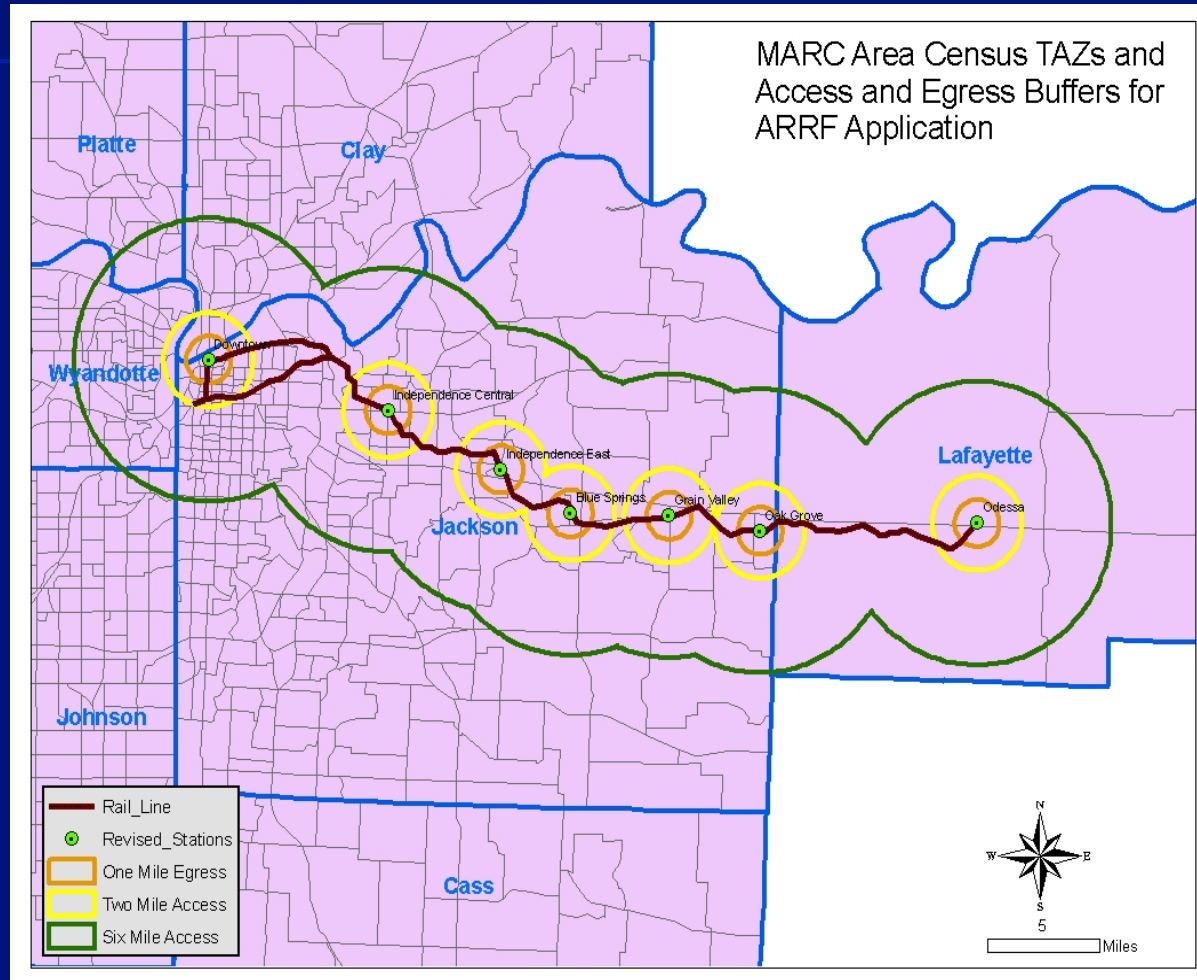 MARC Area Census TAZs and
Access and Egress Buffers for
ARRF Application
Platte
Clay
Downtown
Wyandotte
Independence Central
Independence East
Lafayette
Blue Springs
Grain Valley
Odessa
Jackson
Oak Grove
Johnson
Rail_Line
Revised_Stations
One Mile Egress
Two Mile Access
Six Mile Access
Cass
N
W
E
S
5
Miles